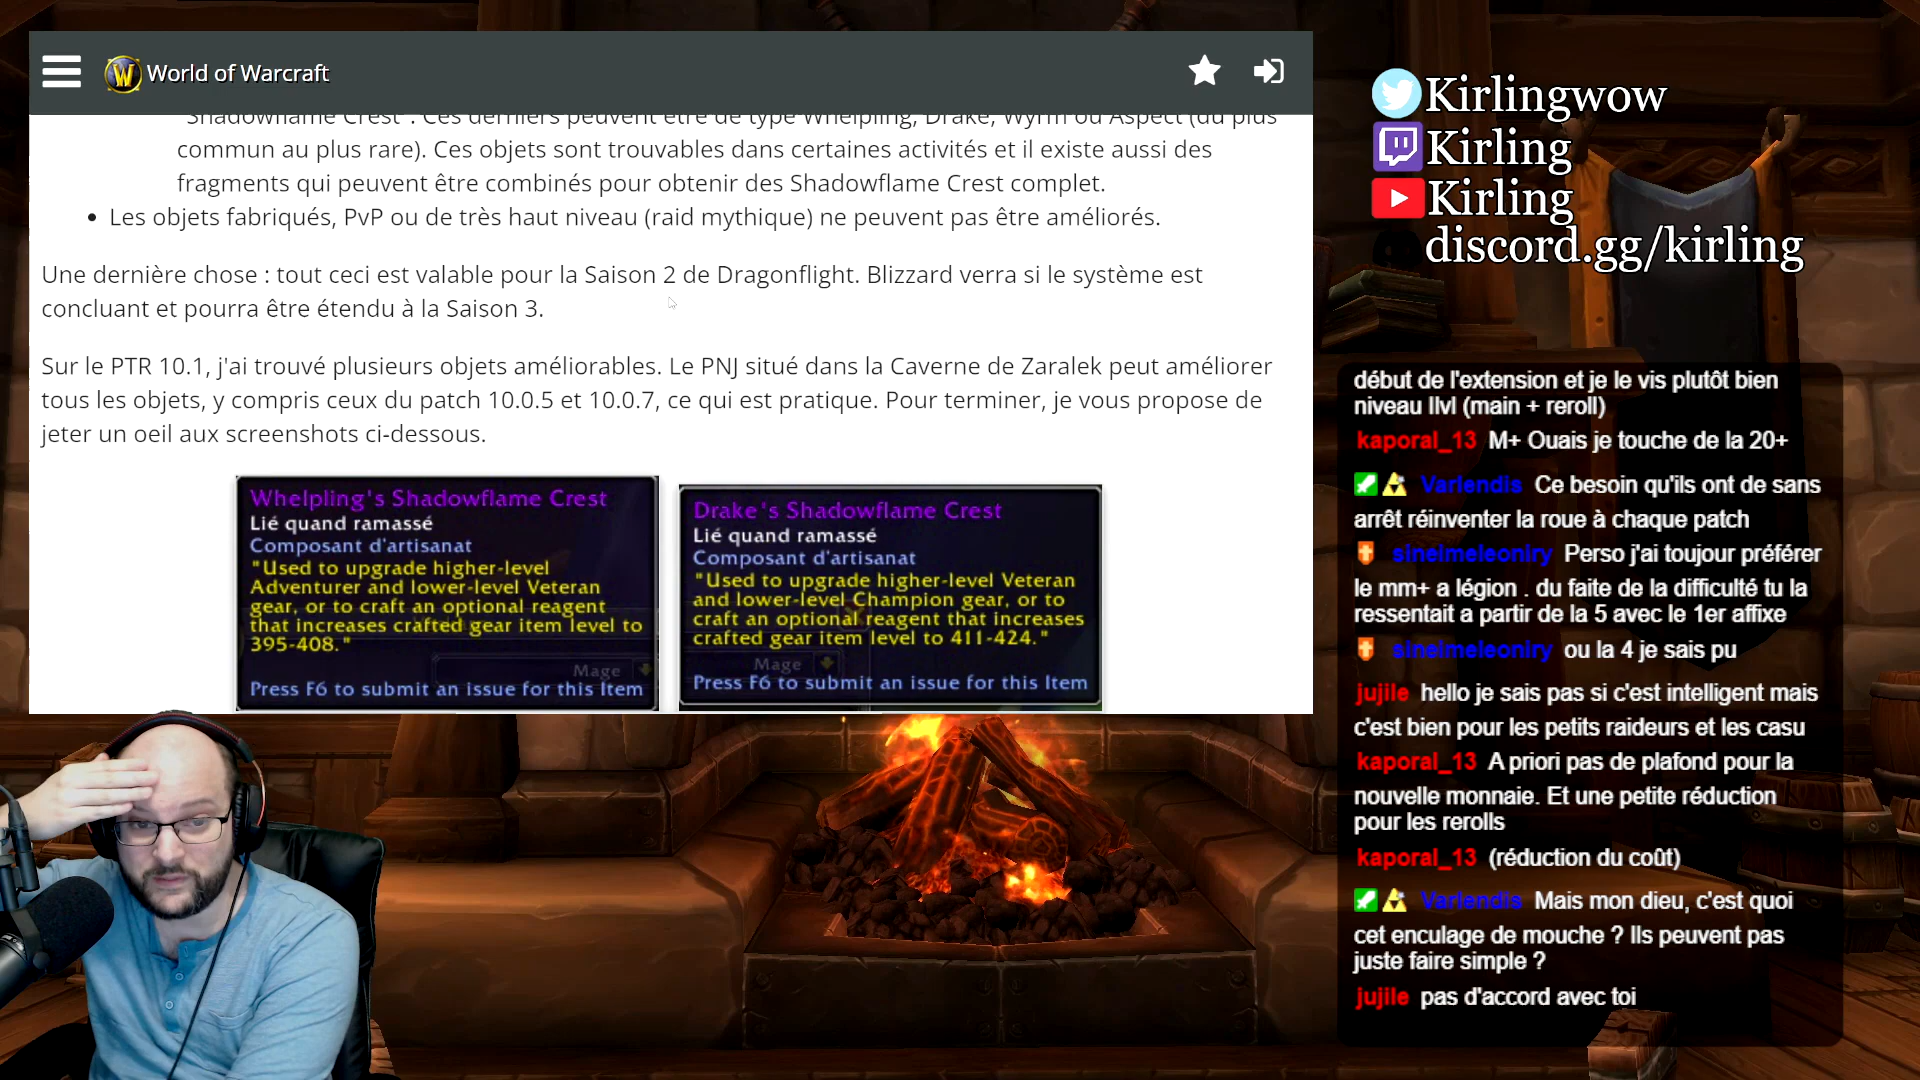 World of Warcraft
"Shadowflame Crest". Ces derniers peuvent être de type Whelpling, Drake, Wyrm ou Aspect (du plus
commun au plus rare). Ces objets sont trouvables dans certaines activités et il existe aussi des
fragments qui peuvent être combinés pour obtenir des Shadowflame Crest complet.
• Les objets fabriqués, PvP ou de très haut niveau (raid mythique) ne peuvent pas être améliorés.
Une dernière chose : tout ceci est valable pour la Saison 2 de Dragonflight. Blizzard verra si le système est
concluant et pourra être étendu à la Saison 3.
Sur le PTR 10.1, j'ai trouvé plusieurs objets améliorables. Le PNJ situé dans la Caverne de Zaralek peut améliorer
tous les objets, y compris ceux du patch 10.0.5 et 10.0.7, ce qui est pratique. Pour terminer, je vous propose de
jeter un oeil aux screenshots ci-dessous.
Whelpling's Shadowflame Crest
Lié quand ramassé
Composant d'artisanat
"Used to upgrade higher-level
Adventurer and lower-level Veteran
gear, or to craft an optional reagent
that increases crafted gear item level to
395-408."
Mage
Press F6 to submit an issue for this Item
Drake's Shadowflame Crest
Lié quand ramassé
Composant d'artisanat
"Used to upgrade higher-level Veteran
and lower-level Champion gear, or to
craft an optional reagent that increases
crafted gear item level to 411-424."
Mage
Press F6 to submit an issue for this Item
Kirlingwow
Kirling
Kirling
discord.gg/kirling
début de l'extension et je le vis plutôt bien
niveau Ilvl (main + reroll)
kaporal_13 M+ Ouais je touche de la 20+
Varlendis Ce besoin qu'ils ont de sans
arrêt réinventer la roue à chaque patch
sineimeleoniry Perso j'ai toujour préférer
le mm+ a légion . du faite de la difficulté tu la
ressentait a partir de la 5 avec le 1er affixe
sineimeleoniry ou la 4 je sais pu
jujile hello je sais pas si c'est intelligent mais
c'est bien pour les petits raideurs et les casu
kaporal_13 A priori pas de plafond pour la
nouvelle monnaie. Et une petite réduction
pour les rerolls
kaporal_13 (réduction du coût)
Varlendis Mais mon dieu, c'est quoi
cet enculage de mouche ? Ils peuvent pas
juste faire simple ?
jujile pas d'accord avec toi